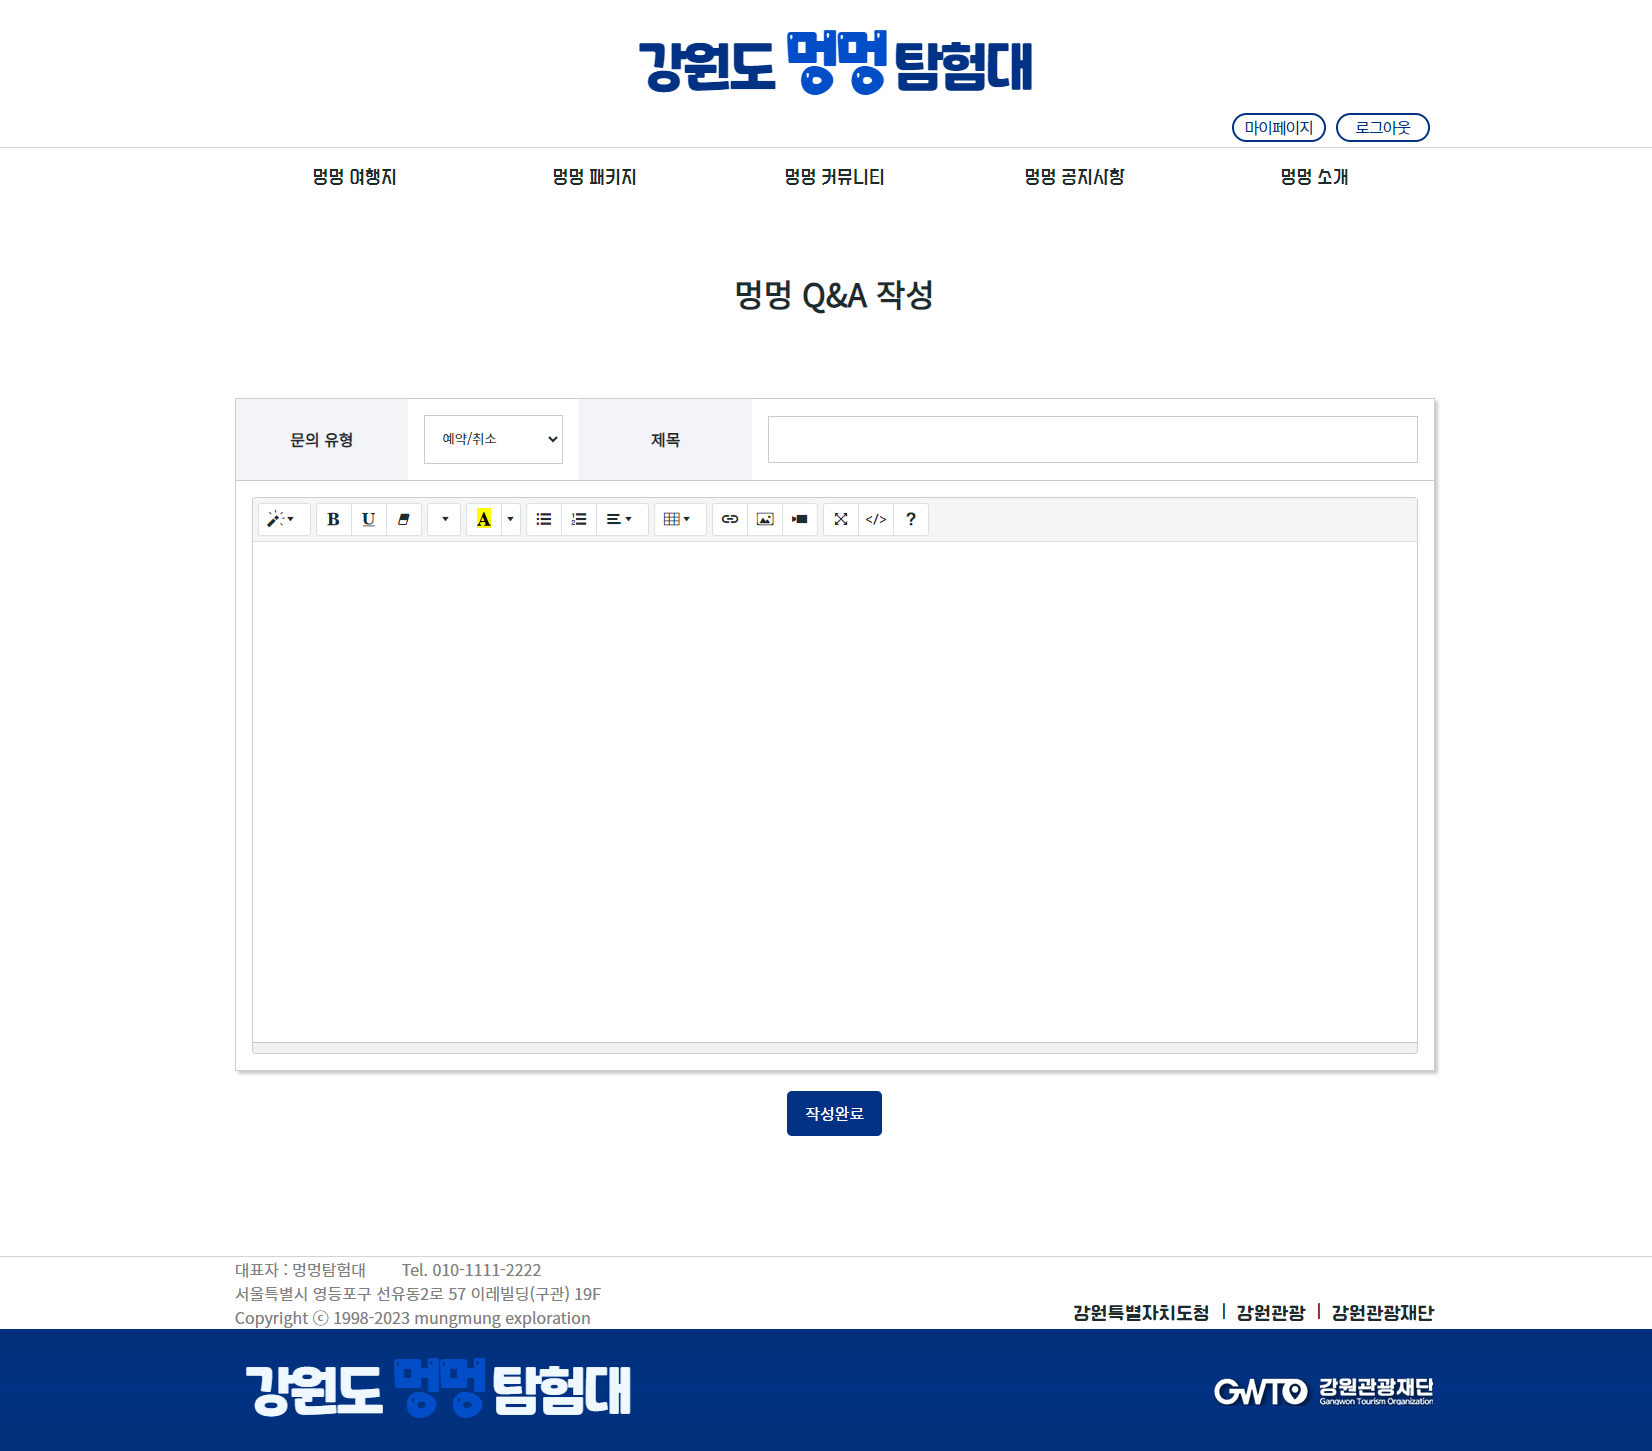 강원도 멍멍 탐험대
마이페이지 로그아웃
멍멍 여행지 멍멍 패키지 멍멍 커뮤니티 멍멍 공지사항 멍멍 소개
멍멍 Q&A 작성
문의 유형 예약/취소 제목
B U A </> ?
작성완료
대표자 : 멍멍탐험대 Tel. 010-1111-2222
서울특별시 영등포구 선유동2로 57 이레빌딩(구관) 19F
Copyright ⓒ 1998-2023 mungmung exploration
강원특별자치도청 | 강원관광 | 강원관광재단
강원도 멍멍 탐험대
GWTO 강원관광재단
Gangwon Tourism Organization